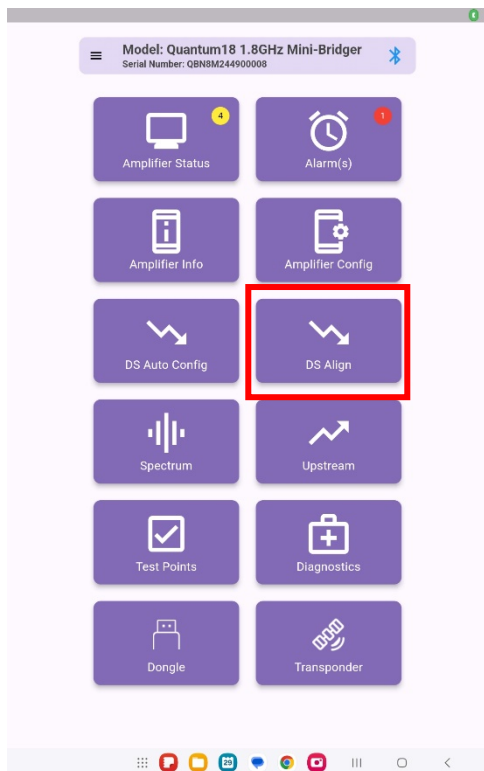 Model: Quantum18 1.8GHz Mini-Bridger
Serial Number: QBN8M244900008
4
Amplifier Status
1
Alarm(s)
Amplifier Info
Amplifier Config
DS Auto Config
DS Align
Spectrum
Upstream
Test Points
Diagnostics
Dongle
Transponder
29